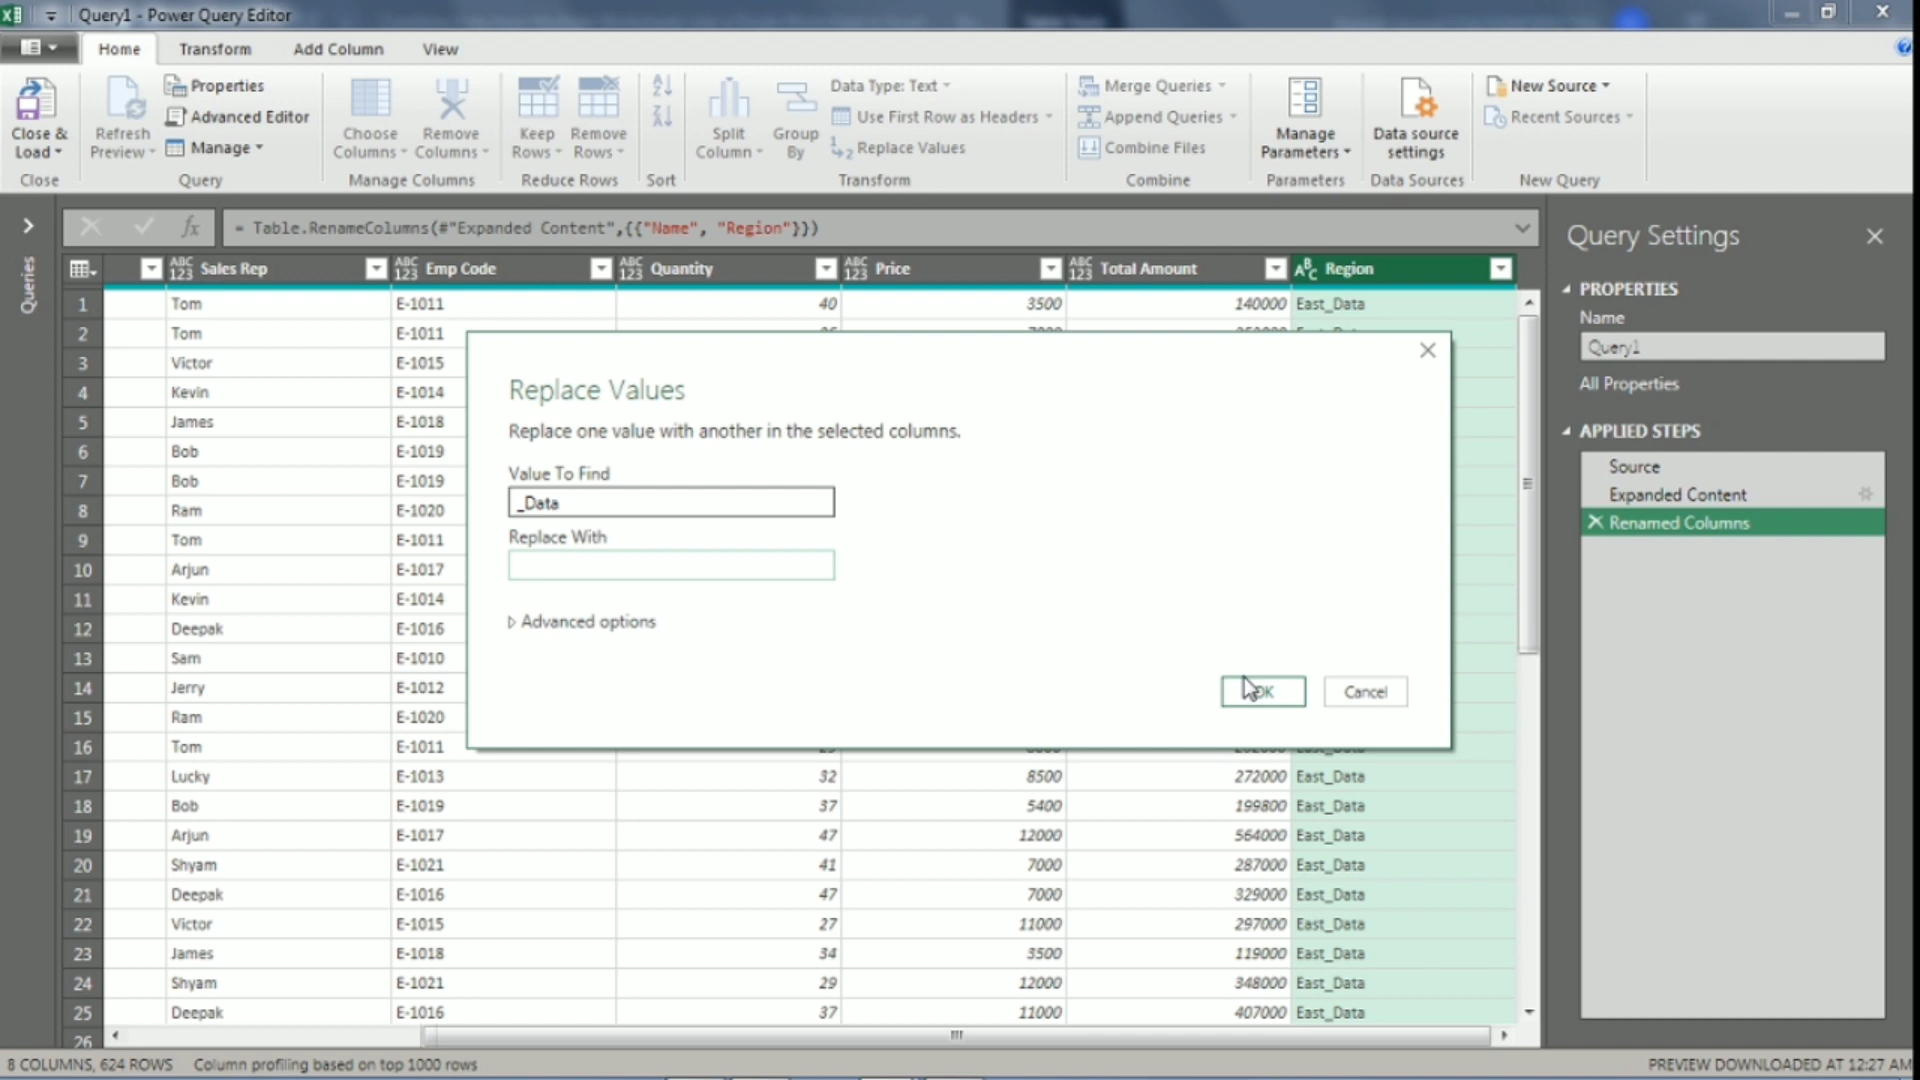 Query1 - Power Query Editor
Home Transform Add Column View
Close & Load
Close
Refresh Preview
Properties
Advanced Editor
Manage
Query
Choose Columns
Remove Columns
Manage Columns
Keep Rows
Remove Rows
Reduce Rows
Sort
Split Column
Group By
Data Type: Text
Use First Row as Headers
Replace Values
Transform
Merge Queries
Append Queries
Combine Files
Combine
Manage Parameters
Parameters
Data source settings
Data Sources
New Source
Recent Sources
New Query
Queries
fx = Table.RenameColumns(#"Expanded Content",{{"Name", "Region"}})
ABC 123 Sales Rep ABC 123 Emp Code ABC 123 Quantity ABC 123 Price ABC 123 Total Amount ABC Region
1 Tom E-1011 40 3500 140000 East_Data
2 Tom E-1011
3 Victor E-1015
4 Kevin E-1014
5 James E-1018
6 Bob E-1019
7 Bob E-1019
8 Ram E-1020
9 Tom E-1011
10 Arjun E-1017
11 Kevin E-1014
12 Deepak E-1016
13 Sam E-1010
14 Jerry E-1012
15 Ram E-1020
16 Tom E-1011
17 Lucky E-1013 32 8500 272000 East_Data
18 Bob E-1019 37 5400 199800 East_Data
19 Arjun E-1017 47 12000 564000 East_Data
20 Shyam E-1021 41 7000 287000 East_Data
21 Deepak E-1016 47 7000 329000 East_Data
22 Victor E-1015 27 11000 297000 East_Data
23 James E-1018 34 3500 119000 East_Data
24 Shyam E-1021 29 12000 348000 East_Data
25 Deepak E-1016 37 11000 407000 East_Data
26
Replace Values
Replace one value with another in the selected columns.
Value To Find
_Data
Replace With
Advanced options
OK Cancel
Query Settings
PROPERTIES
Name
Query1
All Properties
APPLIED STEPS
Source
Expanded Content
Renamed Columns
8 COLUMNS, 624 ROWS Column profiling based on top 1000 rows
PREVIEW DOWNLOADED AT 12:27 AM